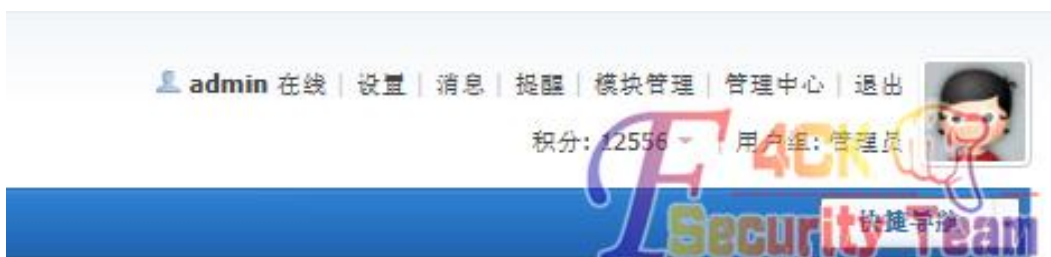 admin 在线 | 设置 | 消息 | 提醒 | 模块管理 | 管理中心 | 退出
积分: 12556 用户组: 管理员
快捷导航
F4CK
Security Team